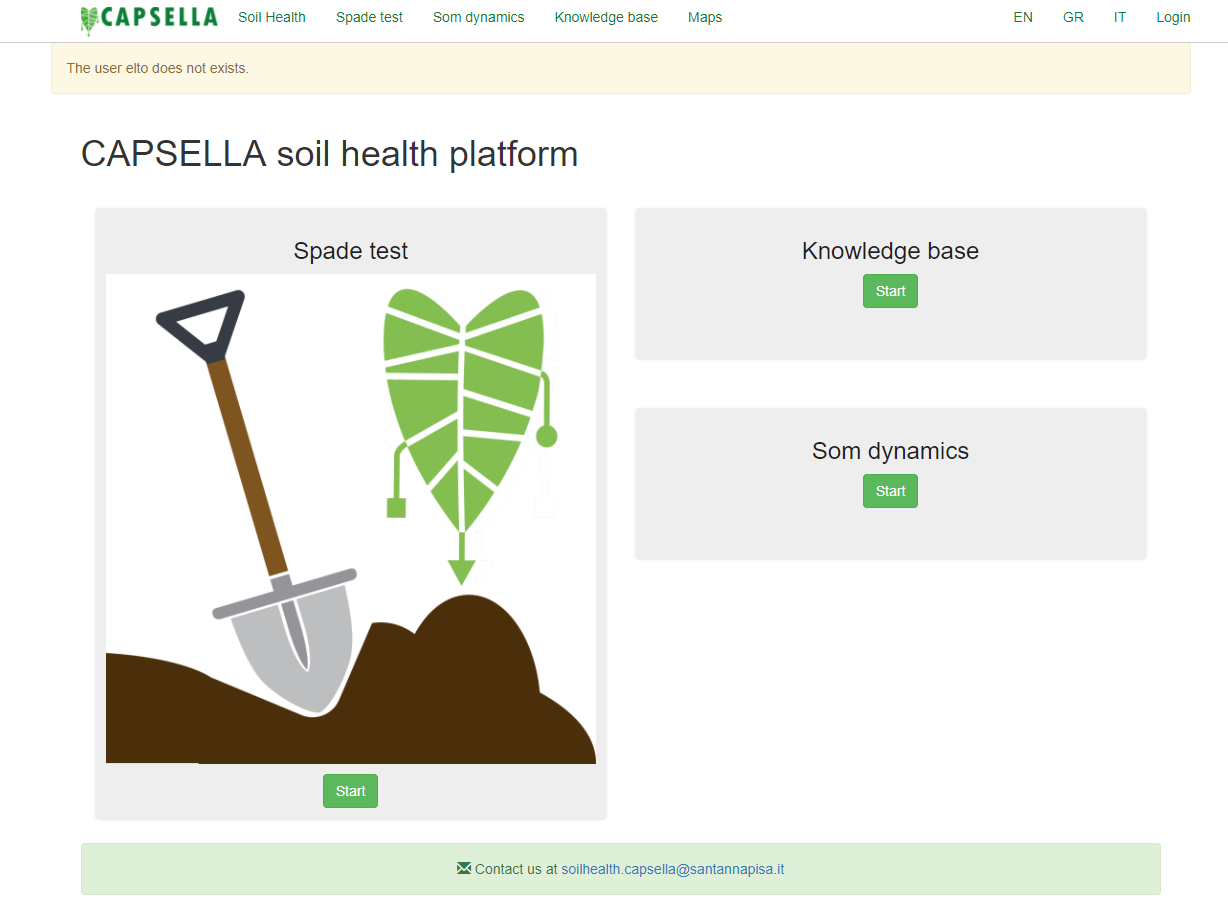 CAPSELLA Soil Health Spade test Som dynamics Knowledge base Maps EN GR IT Login
The user elto does not exists.
CAPSELLA soil health platform
Spade test
Start
Knowledge base
Start
Som dynamics
Start
Contact us at soilhealth.capsella@santannapisa.it